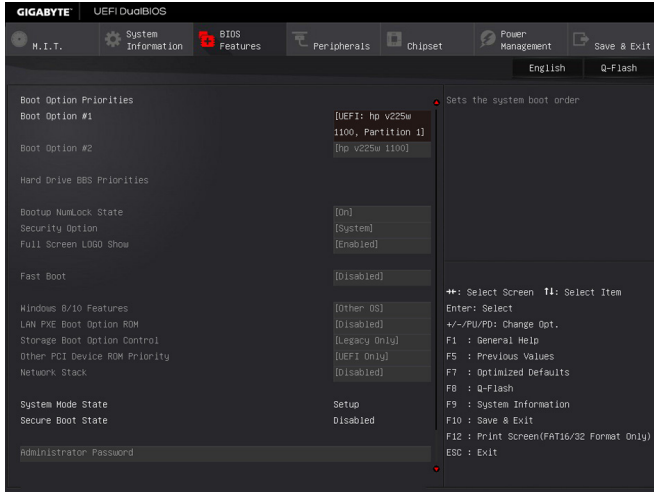 GIGABYTE™ UEFI DualBIOS
M.I.T. System Information BIOS Features Peripherals Chipset Power Management Save & Exit
English Q-Flash
Boot Option Priorities
Boot Option #1 [UEFI: hp v225w 1100, Partition 1]
Boot Option #2 [hp v225w 1100]
Hard Drive BBS Priorities
Bootup NumLock State [On]
Security Option [System]
Full Screen LOGO Show [Enabled]
Fast Boot [Disabled]
Windows 8/10 Features [Other OS]
LAN PXE Boot Option ROM [Disabled]
Storage Boot Option Control [Legacy Only]
Other PCI Device ROM Priority [UEFI Only]
Network Stack [Disabled]
System Mode State Setup
Secure Boot State Disabled
Administrator Password
Sets the system boot order
→←: Select Screen ↑↓: Select Item
Enter: Select
+/-/PU/PD: Change Opt.
F1 : General Help
F5 : Previous Values
F7 : Optimized Defaults
F8 : Q-Flash
F9 : System Information
F10 : Save & Exit
F12 : Print Screen(FAT16/32 Format Only)
ESC : Exit